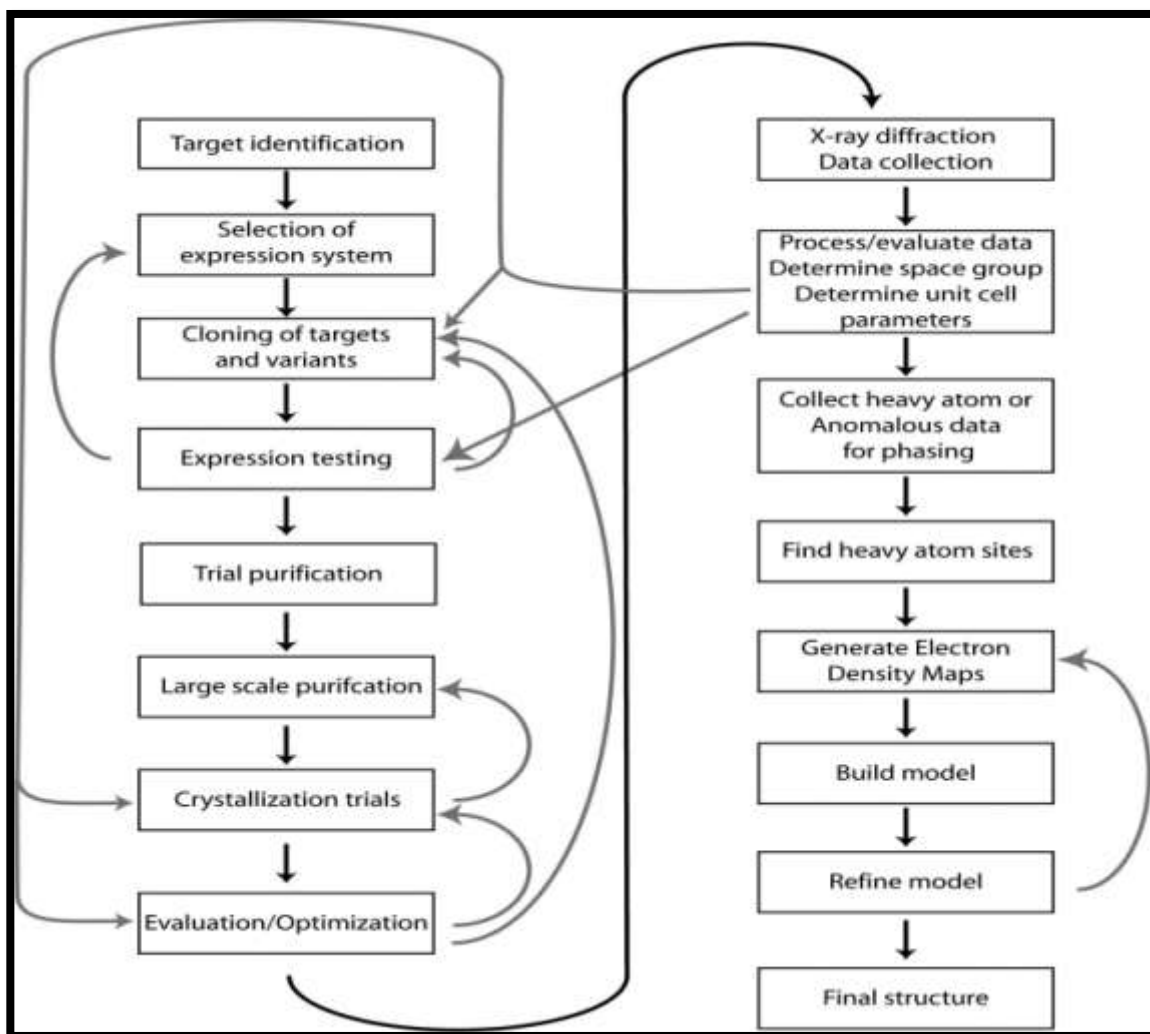 Target identification
Selection of
expression system
Cloning of targets
and variants
Expression testing
Trial purification
Large scale purifcation
Crystallization trials
Evaluation/Optimization
X-ray diffraction
Data collection
Process/evaluate data
Determine space group
Determine unit cell
parameters
Collect heavy atom or
Anomalous data
for phasing
Find heavy atom sites
Generate Electron
Density Maps
Build model
Refine model
Final structure